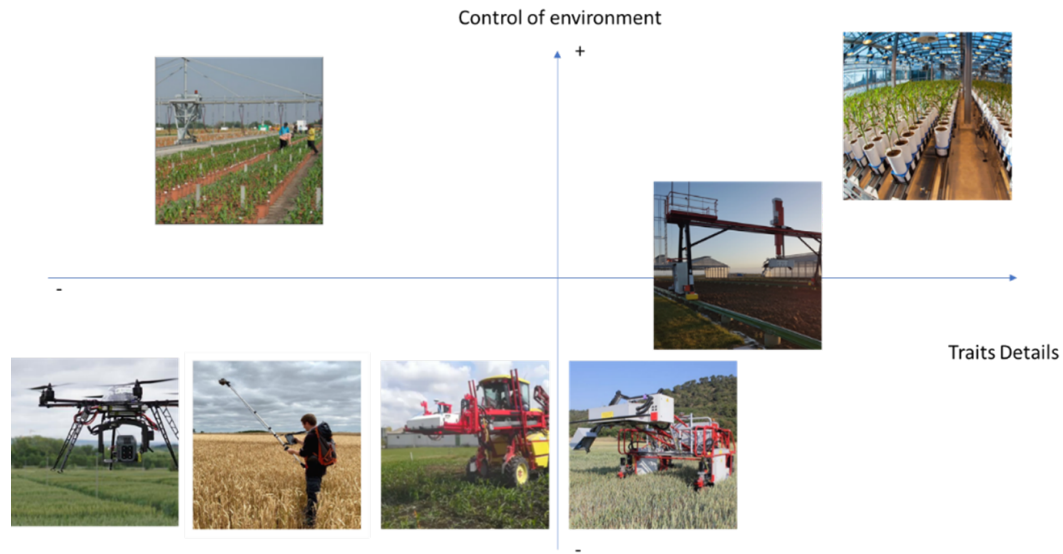 Control of environment
+
-
Traits Details
-